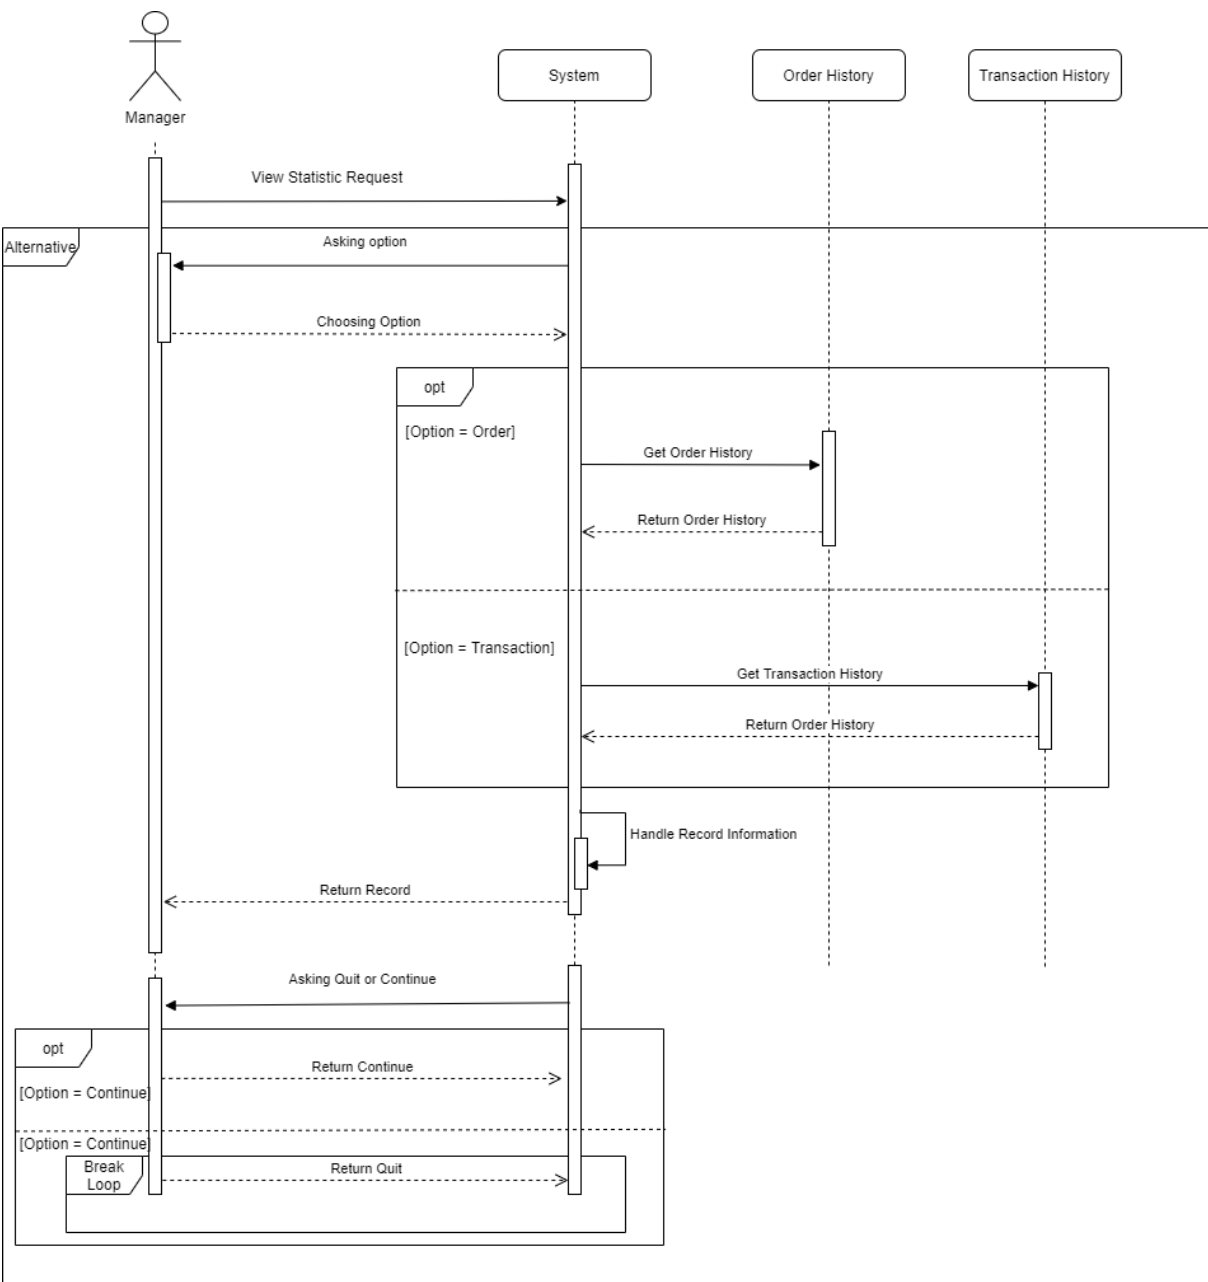 Manager
System
Order History
Transaction History
View Statistic Request
Alternative
Asking option
Choosing Option
opt
[Option = Order]
Get Order History
Return Order History
[Option = Transaction]
Get Transaction History
Return Order History
Handle Record Information
Return Record
Asking Quit or Continue
opt
Return Continue
[Option = Continue]
[Option = Continue]
Break
Loop
Return Quit